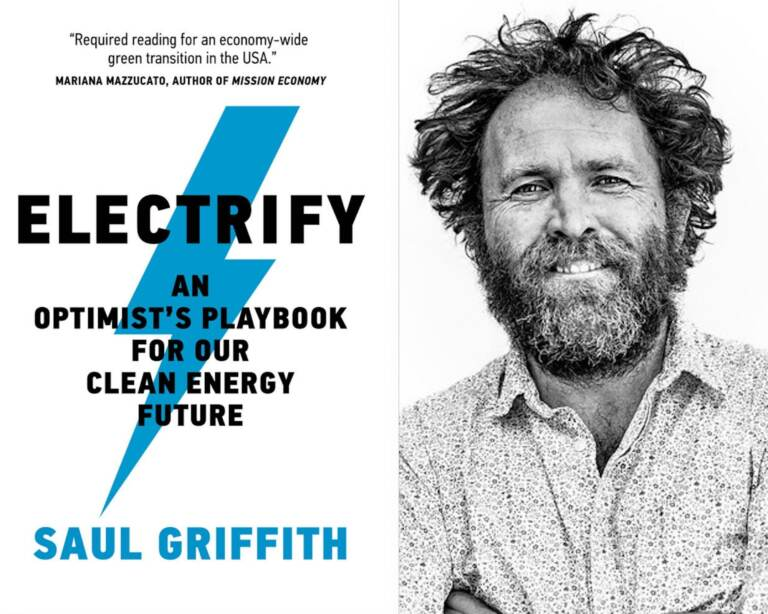 “Required reading for an economy-wide
green transition in the USA.”
MARIANA MAZZUCATO, AUTHOR OF MISSION ECONOMY
ELECTRIFY
AN
OPTIMIST’S PLAYBOOK
FOR OUR
CLEAN ENERGY
FUTURE
SAUL GRIFFITH